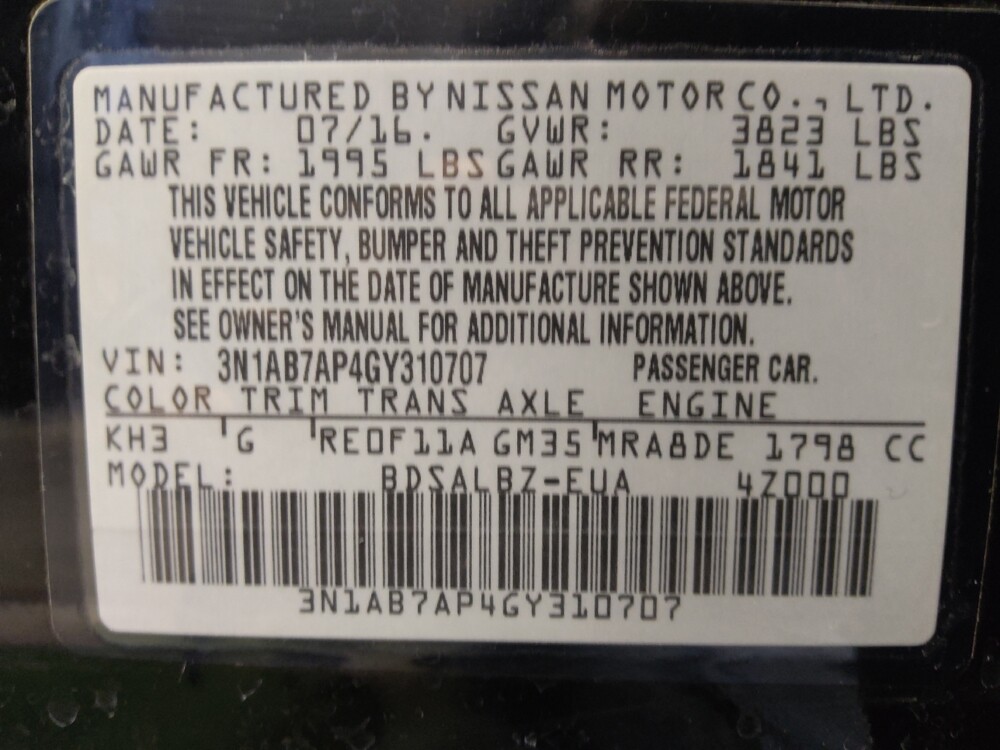 MANUFACTURED BY NISSAN MOTOR CO., LTD.
DATE: 07/16. GVWR: 3823 LBS
GAWR FR: 1995 LBS GAWR RR: 1841 LBS
THIS VEHICLE CONFORMS TO ALL APPLICABLE FEDERAL MOTOR
VEHICLE SAFETY, BUMPER AND THEFT PREVENTION STANDARDS
IN EFFECT ON THE DATE OF MANUFACTURE SHOWN ABOVE.
SEE OWNER'S MANUAL FOR ADDITIONAL INFORMATION.
VIN: 3N1AB7AP4GY310707 PASSENGER CAR.
COLOR TRIM TRANS AXLE ENGINE
KH3 G RE0F11A GM35 MRA8DE 1798 CC
MODEL: BDSALBZ-EUA 4Z000
3N1AB7AP4GY310707